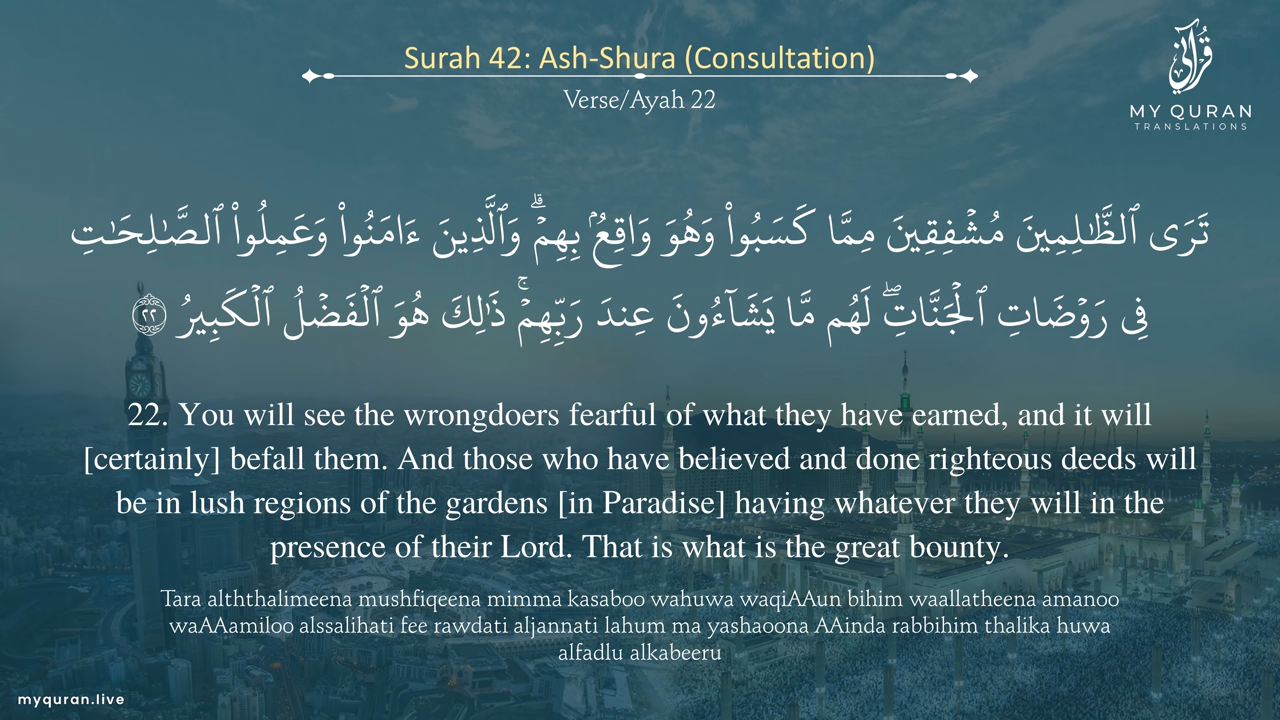 Surah 42: Ash-Shura (Consultation)
Verse/Ayah 22
قرآني
MY QURAN
TRANSLATIONS
تَرَى ٱلظَّـٰلِمِينَ مُشْفِقِينَ مِمَّا كَسَبُوا۟ وَهُوَ وَاقِعٌۢ بِهِمْ ۗ وَٱلَّذِينَ ءَامَنُوا۟ وَعَمِلُوا۟ ٱلصَّـٰلِحَـٰتِ
فِى رَوْضَاتِ ٱلْجَنَّاتِ ۖ لَهُم مَّا يَشَآءُونَ عِندَ رَبِّهِمْ ۚ ذَٰلِكَ هُوَ ٱلْفَضْلُ ٱلْكَبِيرُ ٢٢
22. You will see the wrongdoers fearful of what they have earned, and it will
[certainly] befall them. And those who have believed and done righteous deeds will
be in lush regions of the gardens [in Paradise] having whatever they will in the
presence of their Lord. That is what is the great bounty.
Tara alththalimeena mushfiqeena mimma kasaboo wahuwa waqiAAun bihim waallatheena amanoo
waAAamiloo alssalihati fee rawdati aljannati lahum ma yashaoona AAinda rabbihim thalika huwa
alfadlu alkabeeru
myquran.live